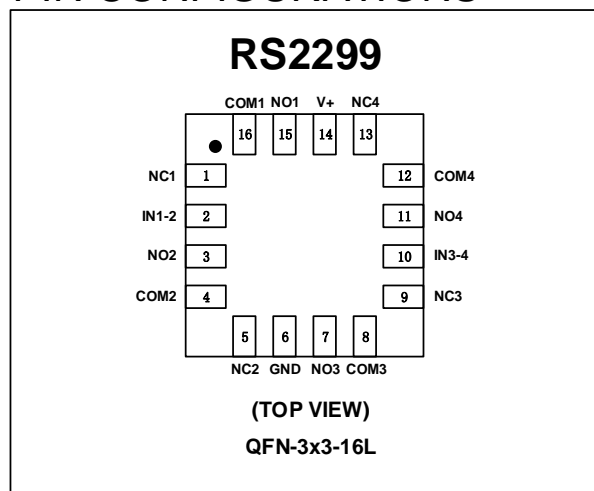 RS2299
COM1 NO1 V+ NC4
16 15 14 13
NC1 1 12 COM4
IN1-2 2 11 NO4
NO2 3 10 IN3-4
COM2 4 9 NC3
5 6 7 8
NC2 GND NO3 COM3
(TOP VIEW)
QFN-3x3-16L